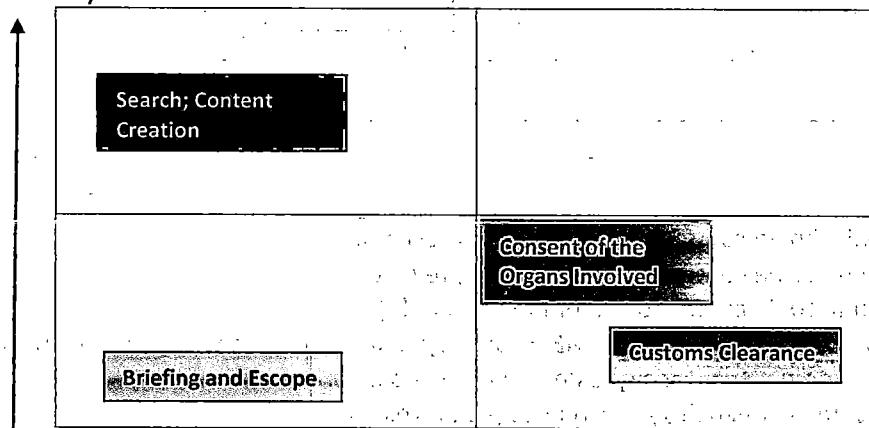 Search; Content
Creation
Consent of the
Organs Involved
Customs Clearance
Briefing and Escope